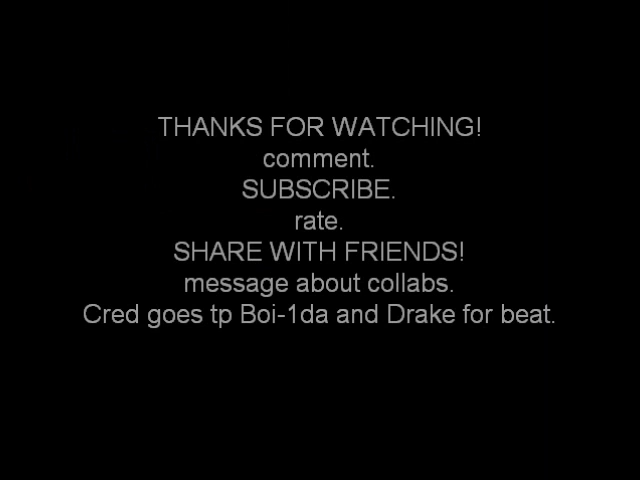 THANKS FOR WATCHING!
comment.
SUBSCRIBE.
rate.
SHARE WITH FRIENDS!
message about collabs.
Cred goes tp Boi-1da and Drake for beat.